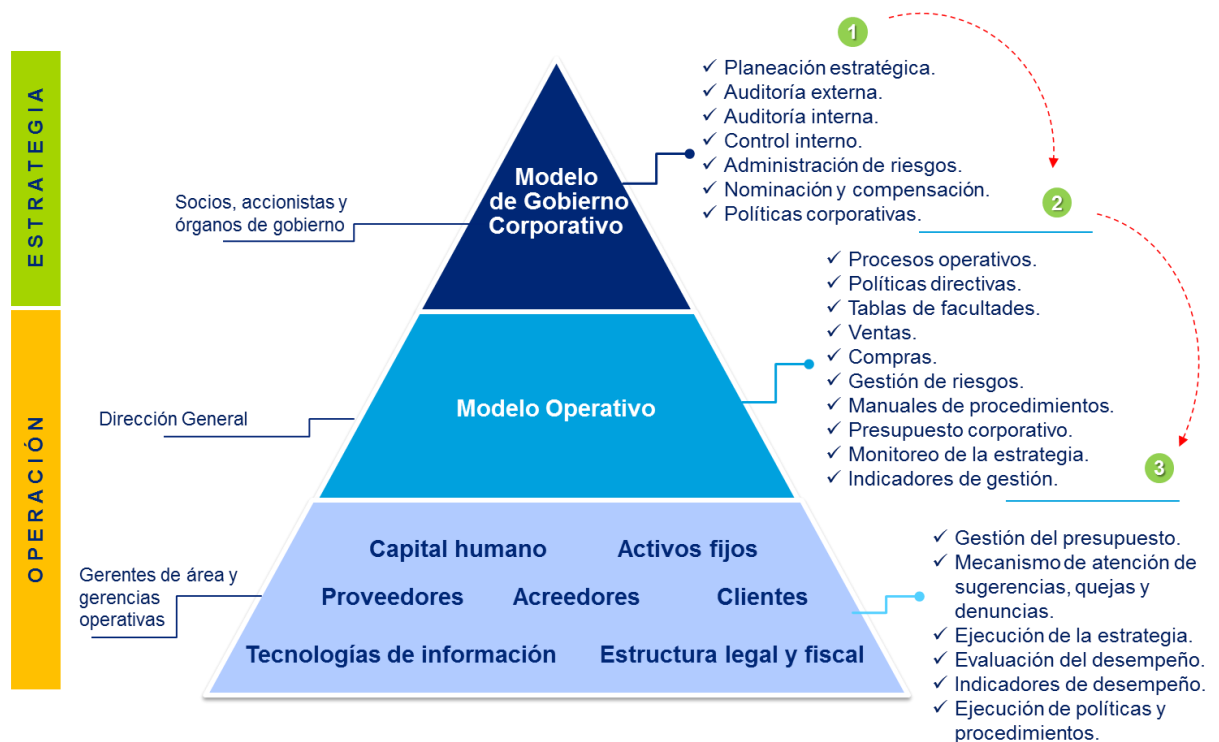 ESTRATEGIA
OPERACIÓN
Socios, accionistas y
órganos de gobierno
Dirección General
Gerentes de área y
gerencias
operativas
Modelo
de Gobierno
Corporativo
Modelo Operativo
Capital humano
Activos fijos
Proveedores
Acreedores
Clientes
Tecnologías de información
Estructura legal y fiscal
1
✓ Planeación estratégica.
✓ Auditoría externa.
✓ Auditoría interna.
✓ Control interno.
✓ Administración de riesgos.
✓ Nominación y compensación.
✓ Políticas corporativas.
2
✓ Procesos operativos.
✓ Políticas directivas.
✓ Tablas de facultades.
✓ Ventas.
✓ Compras.
✓ Gestión de riesgos.
✓ Manuales de procedimientos.
✓ Presupuesto corporativo.
✓ Monitoreo de la estrategia.
✓ Indicadores de gestión.
3
✓ Gestión del presupuesto.
✓ Mecanismo de atención de
sugerencias, quejas y
denuncias.
✓ Ejecución de la estrategia.
✓ Evaluación del desempeño.
✓ Indicadores de desempeño.
✓ Ejecución de políticas y
procedimientos.